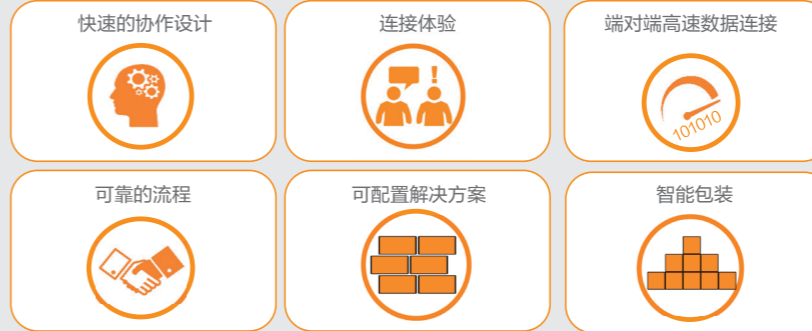 快速的协作设计
连接体验
端对端高速数据连接
!
101010
可靠的流程
可配置解决方案
智能包装